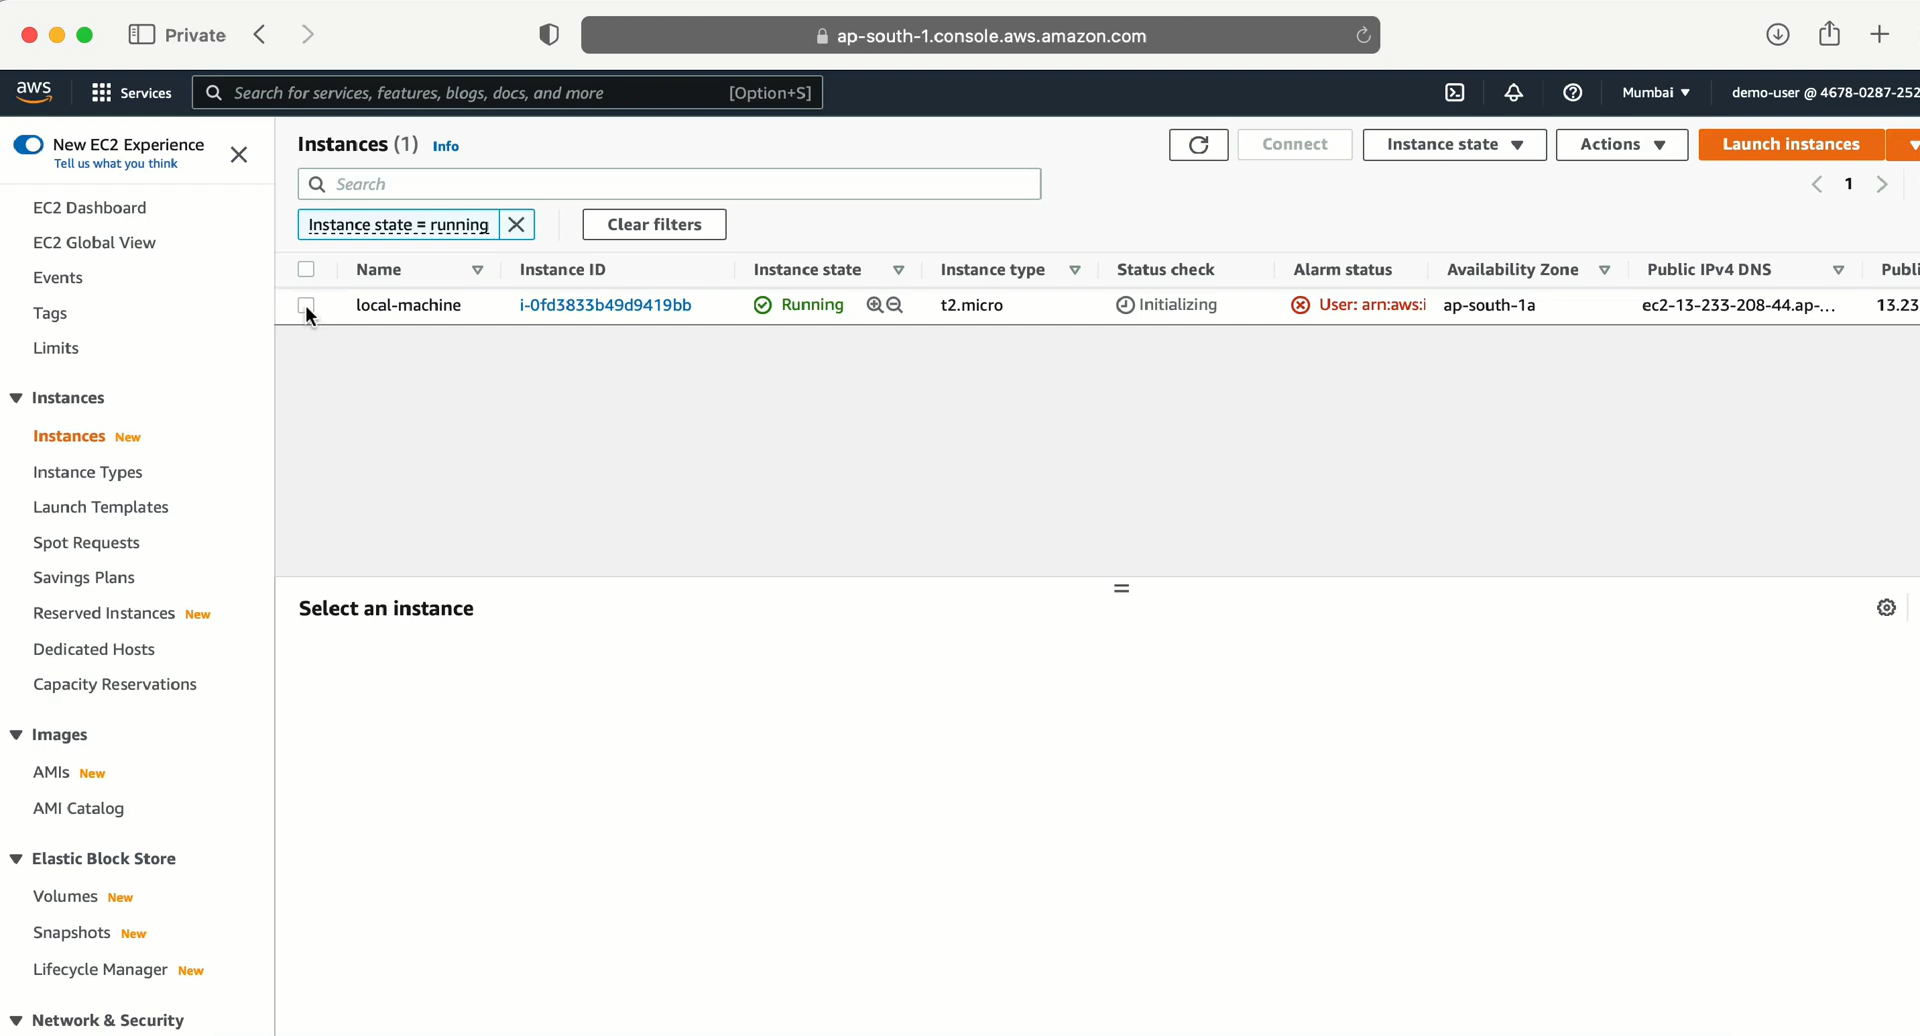 Private
ap-south-1.console.aws.amazon.com
aws
Services
Search for services, features, blogs, docs, and more [Option+S]
Mumbai
demo-user @ 4678-0287-252
New EC2 Experience
Tell us what you think
EC2 Dashboard
EC2 Global View
Events
Tags
Limits
Instances
Instances New
Instance Types
Launch Templates
Spot Requests
Savings Plans
Reserved Instances New
Dedicated Hosts
Capacity Reservations
Images
AMIs New
AMI Catalog
Elastic Block Store
Volumes New
Snapshots New
Lifecycle Manager New
Network & Security
Instances (1) Info
Connect
Instance state
Actions
Launch instances
Search
1
Instance state = running
Clear filters
Name Instance ID Instance state Instance type Status check Alarm status Availability Zone Public IPv4 DNS Publi
local-machine i-0fd3833b49d9419bb Running t2.micro Initializing User: arn:aws:i ap-south-1a ec2-13-233-208-44.ap-... 13.23
Select an instance